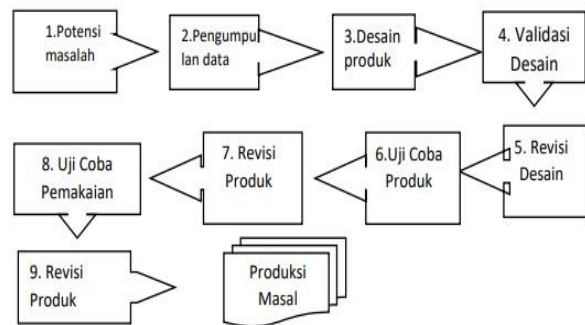 1.Potensi
masalah
2.Pengumpu
lan data
3.Desain
produk
4. Validasi
Desain
8. Uji Coba
Pemakaian
7. Revisi
Produk
6.Uji Coba
Produk
5. Revisi
Desain
9. Revisi
Produk
Produksi
Masal